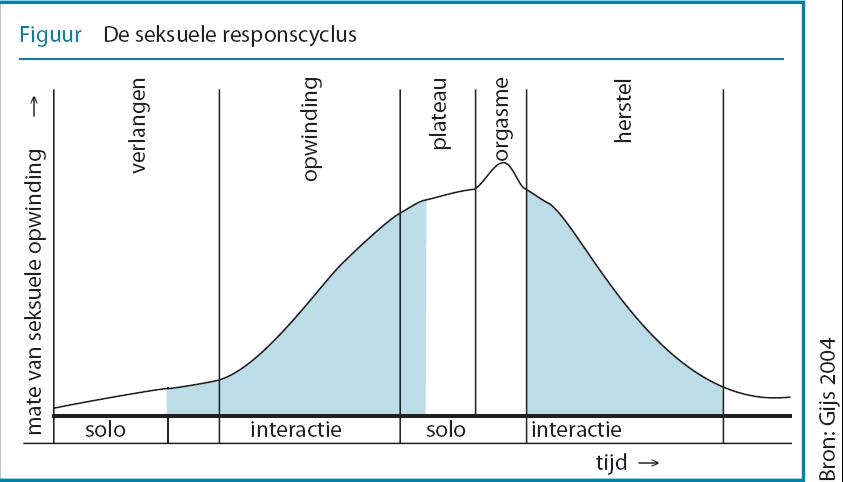 Figuur De seksuele responscyclus
mate van seksuele opwinding →
verlangen
opwinding
plateau
orgasme
herstel
solo
interactie
solo
interactie
tijd →
Bron: Gijs 2004